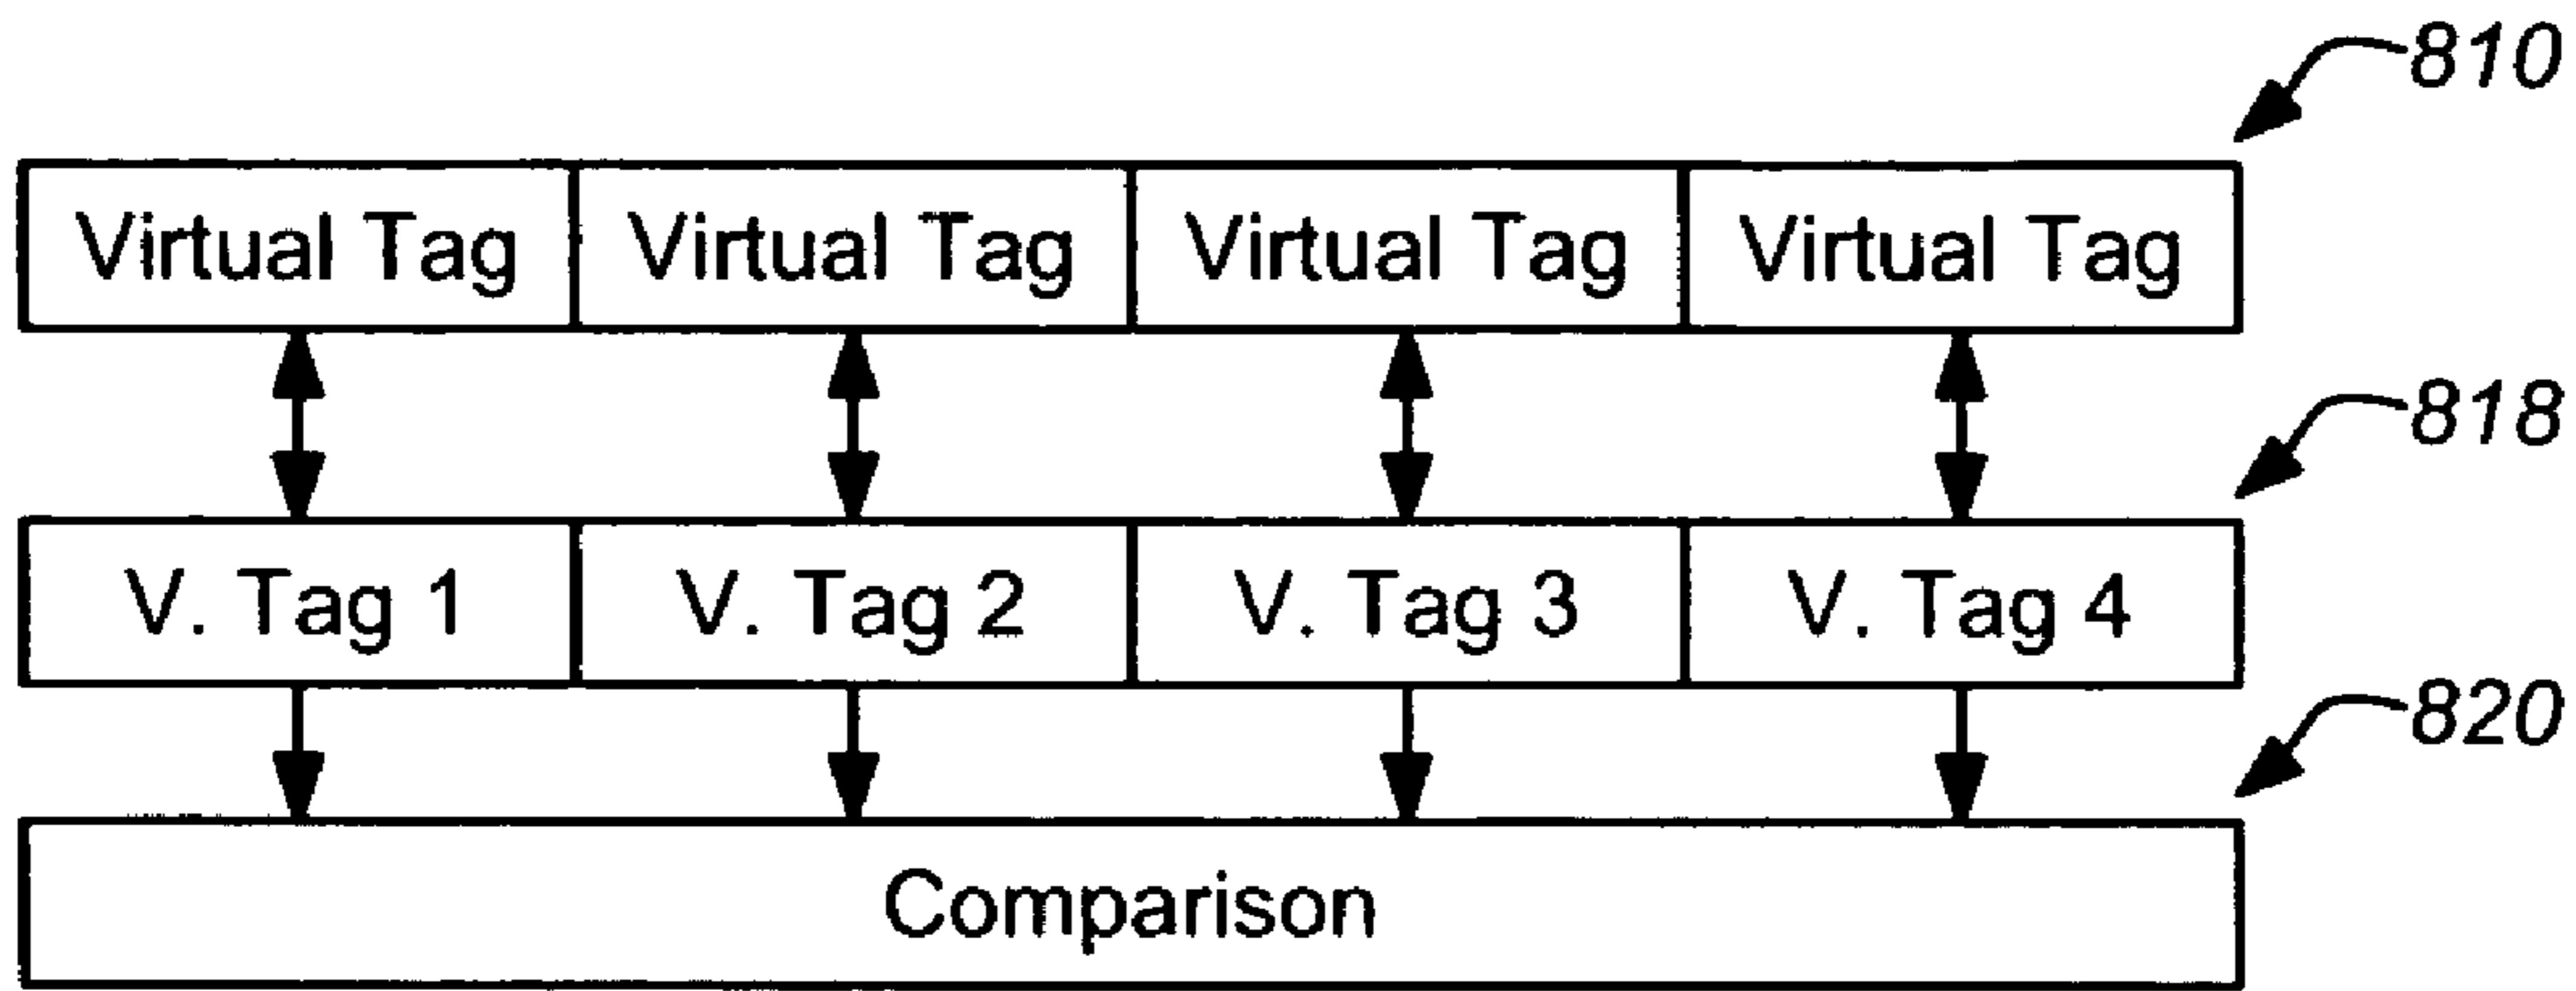 810
Virtual Tag Virtual Tag Virtual Tag Virtual Tag
818
V. Tag 1 V. Tag 2 V. Tag 3 V. Tag 4
820
Comparison